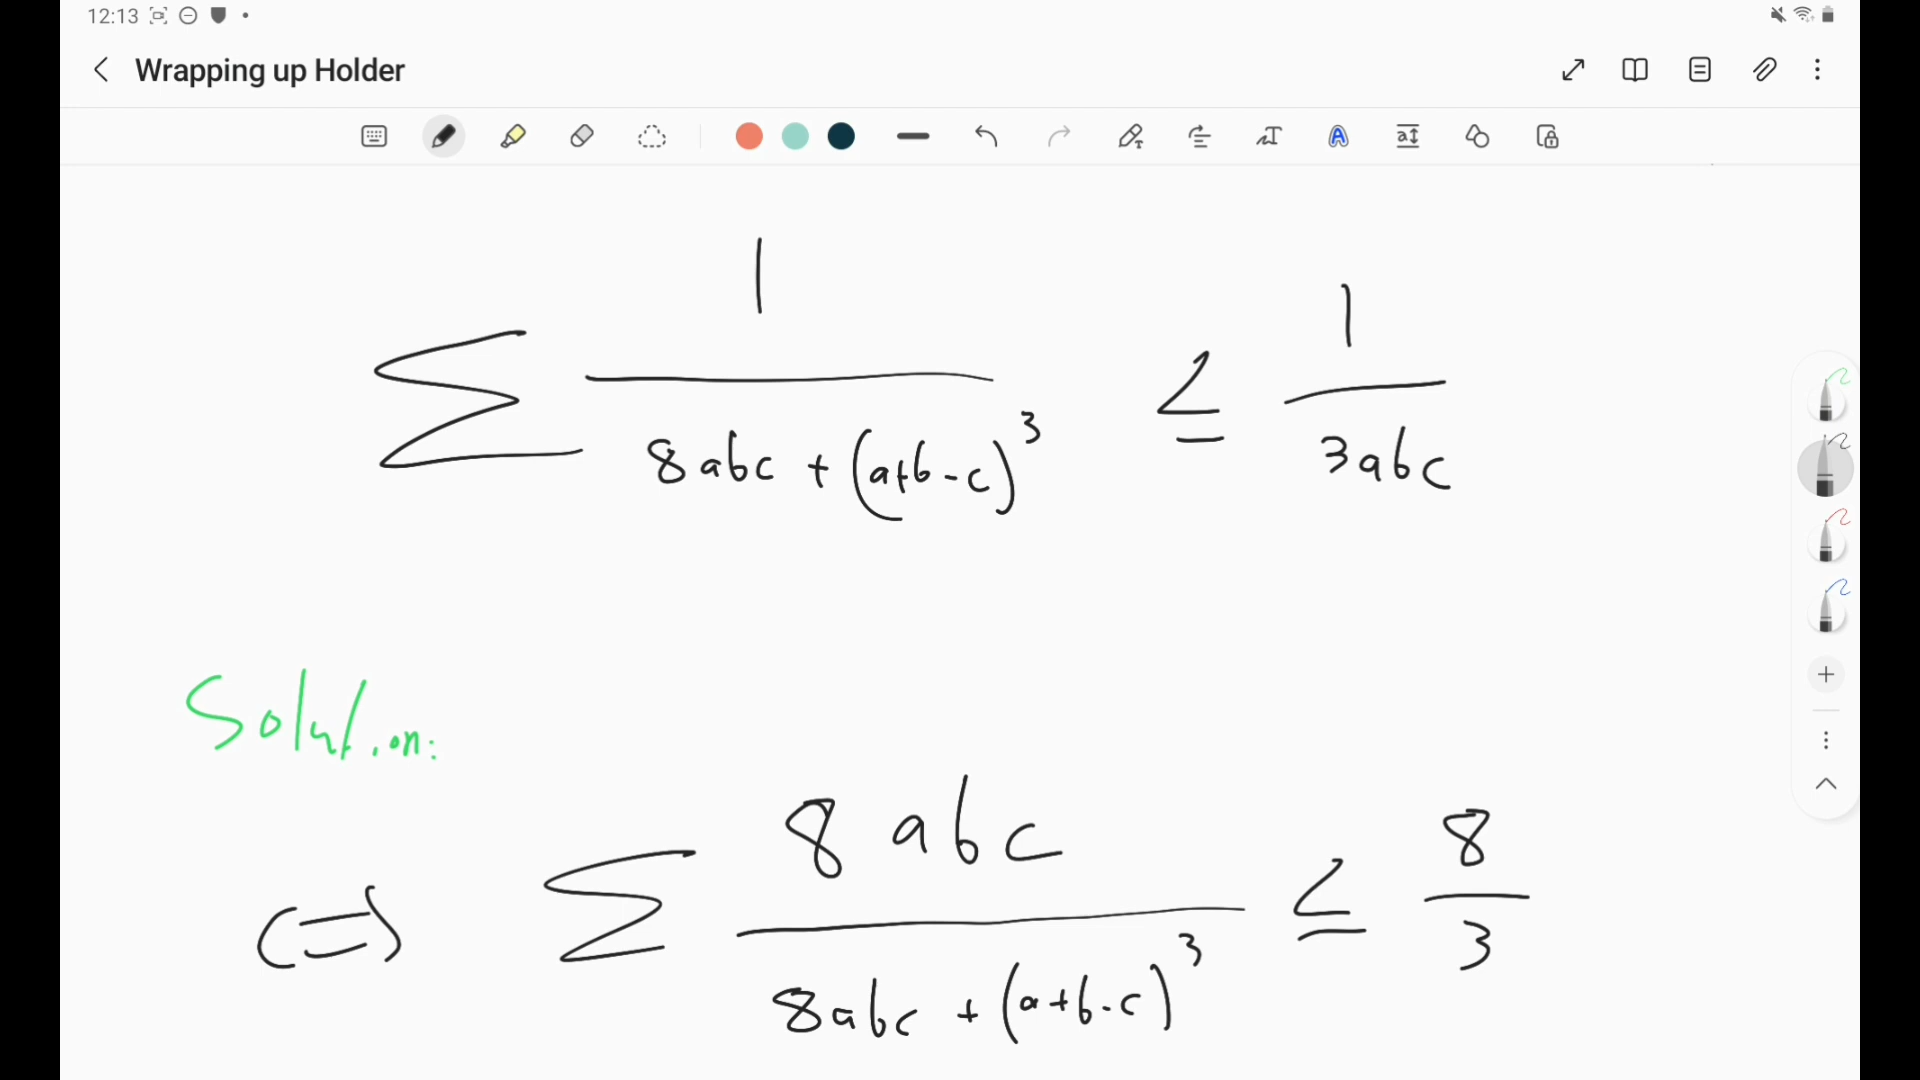 12:13
Wrapping up Holder
∑ 1/(8abc + (a+b-c)^3) ≤ 1/(3abc)
Solution:
(=) ∑ 8abc/(8abc + (a+b-c)^3) ≤ 8/3